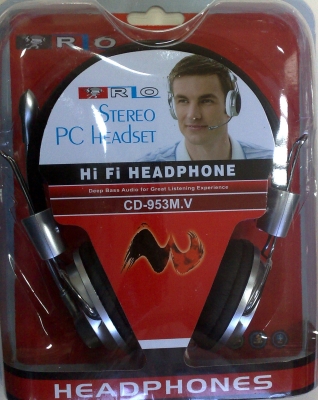 RIO
RIO
STEREO
PC HEADSET
Hi Fi HEADPHONE
Deep Bass Audio for Great Listening Experience
CD-953M.V
HEADPHONES